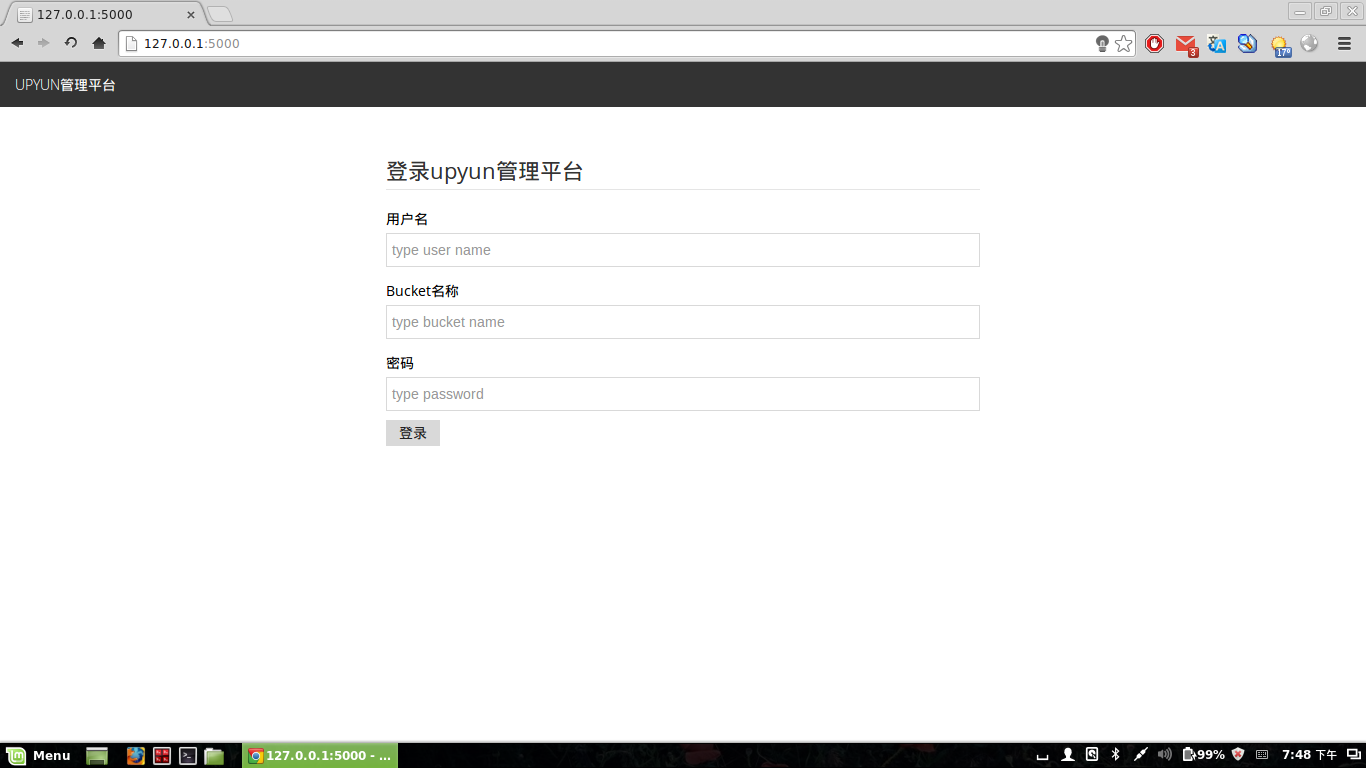 127.0.0.1:5000
127.0.0.1:5000
3
17°
UPYUN管理平台
登录upyun管理平台
用户名
type user name
Bucket名称
type bucket name
密码
type password
登录
Menu
127.0.0.1:5000 - ...
99%
7:48 下午